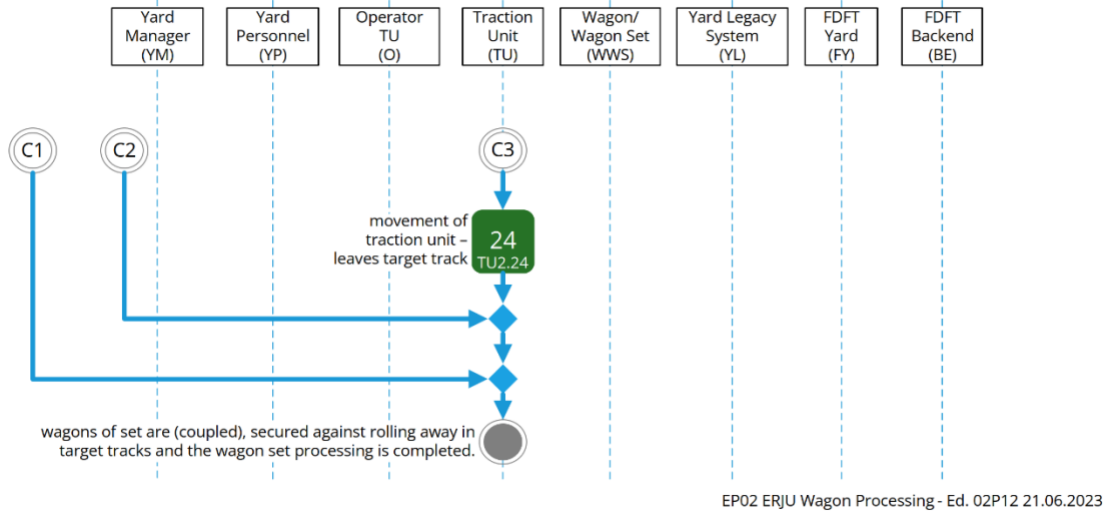 Yard
Manager
(YM)
Yard
Personnel
(YP)
Operator
TU
(O)
Traction
Unit
(TU)
Wagon/
Wagon Set
(WWS)
Yard Legacy
System
(YL)
FDFT
Yard
(FY)
FDFT
Backend
(BE)
C1
C2
C3
movement of
traction unit –
leaves target track
24
TU2.24
wagons of set are (coupled), secured against rolling away in
target tracks and the wagon set processing is completed.
EP02 ERJU Wagon Processing - Ed. 02P12 21.06.2023